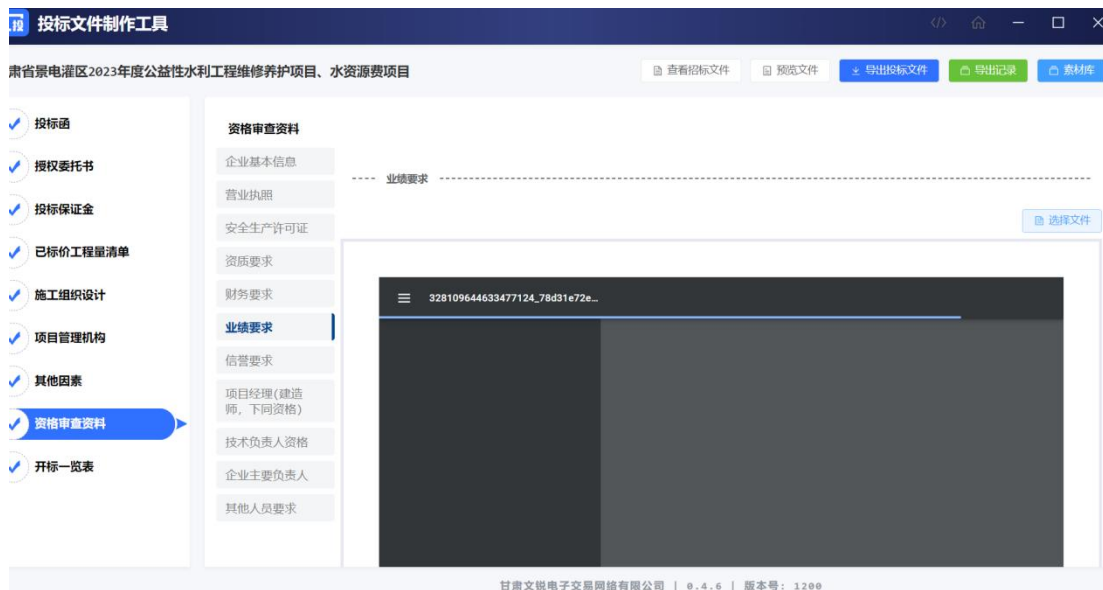 投标文件制作工具
肃省景电灌区2023年度公益性水利工程维修养护项目、水资源费项目
查看招标文件
预览文件
导出投标文件
导出记录
素材库
投标函
授权委托书
投标保证金
已标价工程量清单
施工组织设计
项目管理机构
其他因素
资格审查资料
开标一览表
资格审查资料
企业基本信息
营业执照
安全生产许可证
资质要求
财务要求
业绩要求
信誉要求
项目经理(建造
师，下同资格)
技术负责人资格
企业主要负责人
其他人员要求
业绩要求
选择文件
328109644633477124_78d31e72e…
甘肃文锐电子交易网络有限公司 | 0.4.6 | 版本号: 1200